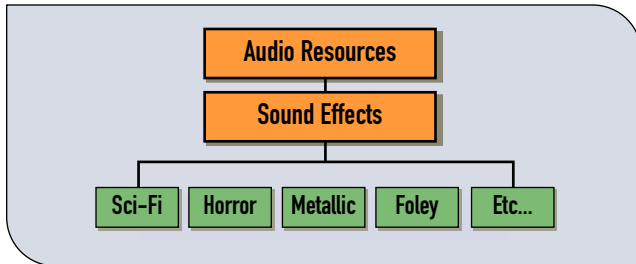 Audio Resources
Sound Effects
Sci-Fi Horror Metallic Foley Etc...